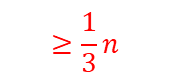 ≥ 1/3 n